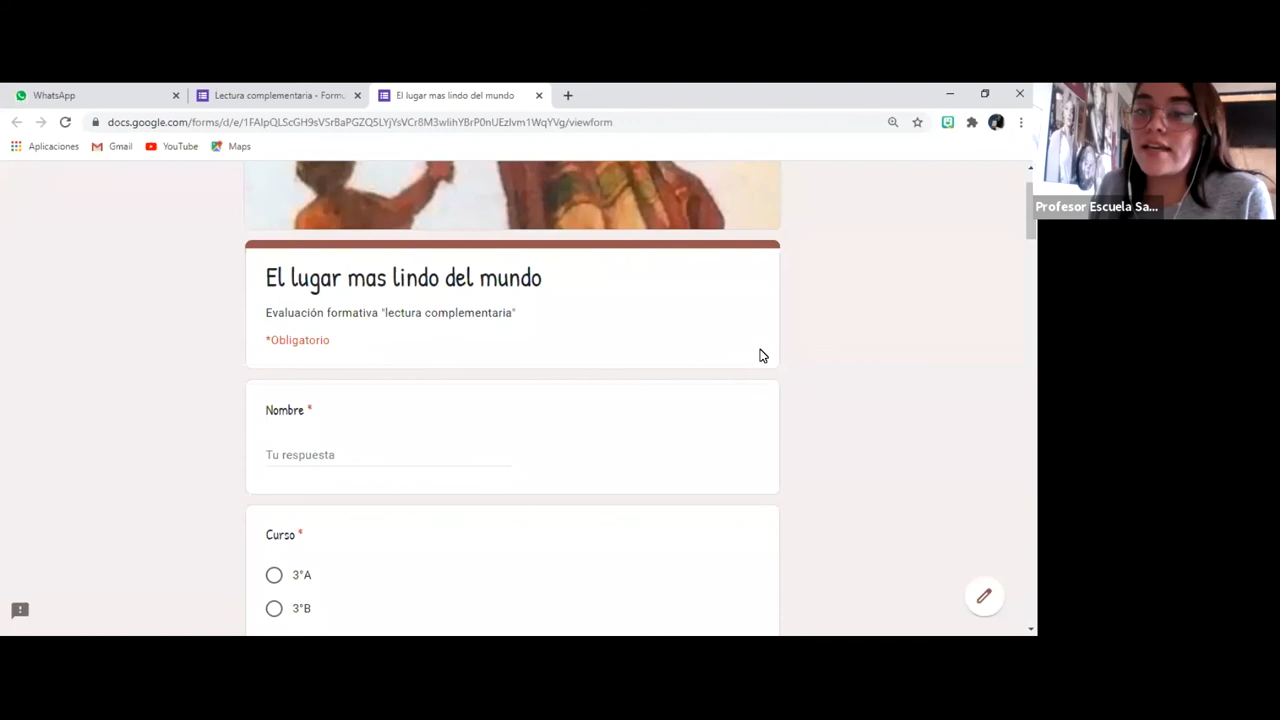 WhatsApp
Lectura complementaria - Formu
El lugar mas lindo del mundo
docs.google.com/forms/d/e/1FAIpQLScGH9sVSrBaPGZQ5LYjYsVCr8M3wIihYBrP0nUEzIvm1WqYVg/viewform
Aplicaciones
Gmail
YouTube
Maps
Profesor Escuela Sa...
El lugar mas lindo del mundo
Evaluación formativa "lectura complementaria"
*Obligatorio
Nombre *
Tu respuesta
Curso *
3°A
3°B